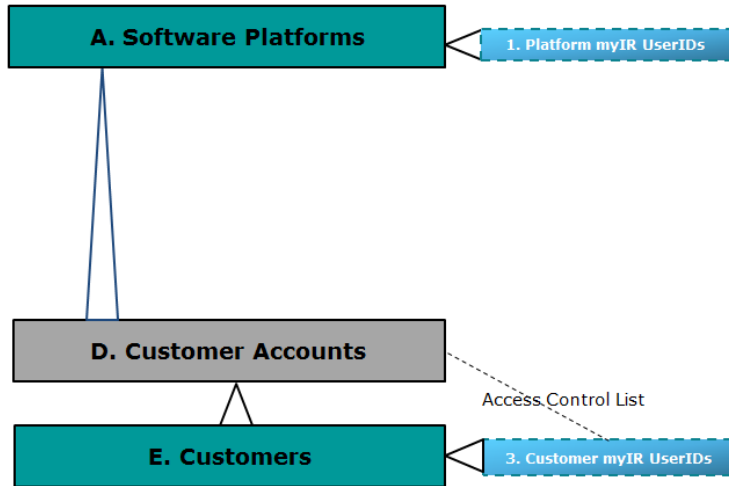 A. Software Platforms
1. Platform myIR UserIDs
D. Customer Accounts
Access Control List
E. Customers
3. Customer myIR UserIDs